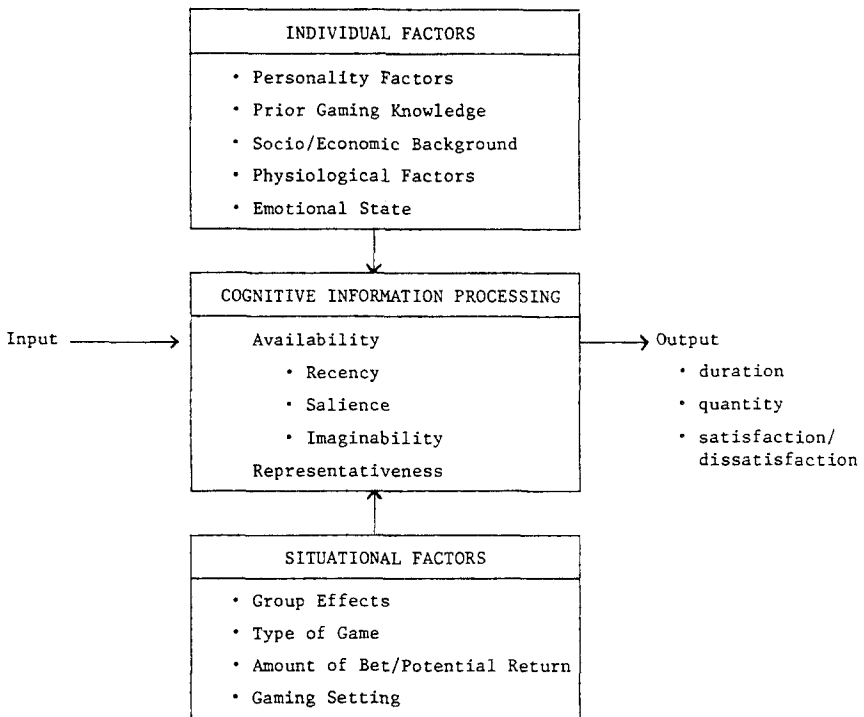 INDIVIDUAL FACTORS
• Personality Factors
• Prior Gaming Knowledge
• Socio/Economic Background
• Physiological Factors
• Emotional State
COGNITIVE INFORMATION PROCESSING
Input
Availability
• Recency
• Salience
• Imaginability
Representativeness
Output
• duration
• quantity
• satisfaction/
dissatisfaction
SITUATIONAL FACTORS
• Group Effects
• Type of Game
• Amount of Bet/Potential Return
• Gaming Setting